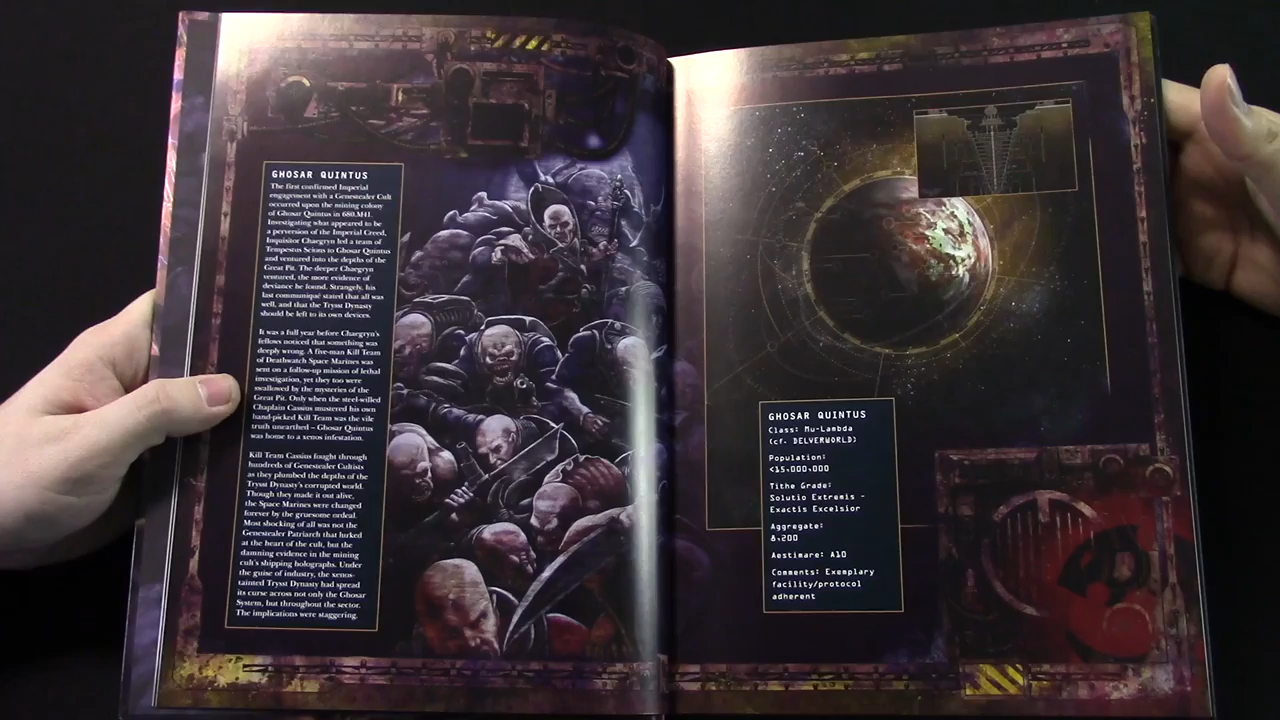 GHOSAR QUINTUS
The first confirmed Imperial
engagement with a Genestealer Cult
occurred upon the mining colony
of Ghosar Quintus in 680.M41.
Investigating what appeared to be
a perversion of the Imperial Creed,
Inquisitor Chaegryn led a team of
Tempestus Scions to Ghosar Quintus
and ventured into the depths of the
Great Pit. The deeper Chaegryn
ventured, the more evidence of
deviance he found. Strangely, his
last communiqué stated that all was
well, and that the Trysst Dynasty
should be left to its own devices.
It was a full year before Chaegryn's
fellows noticed that something was
deeply wrong. A five-man Kill Team
of Deathwatch Space Marines was
sent on a follow-up mission of lethal
investigation, yet they too were
swallowed by the mysteries of the
Great Pit. Only when the steel-willed
Chaplain Cassius mustered his own
hand-picked Kill Team was the vile
truth unearthed – Ghosar Quintus
was home to a xenos infestation.
Kill Team Cassius fought through
hundreds of Genestealer Cultists
as they plumbed the depths of the
Trysst Dynasty's corrupted world.
Though they made it out alive,
the Space Marines were changed
forever by the gruesome ordeal.
Most shocking of all was not the
Genestealer Patriarch that lurked
at the heart of the cult, but the
damning evidence in the mining
cult's shipping holographs. Under
the guise of industry, the xenos-
tainted Trysst Dynasty had spread
its curse across not only the Ghosar
System, but throughout the sector.
The implications were staggering.
GHOSAR QUINTUS
Class: Mu-Lambda
(cf. DELVERWORLD)
Population:
<15,000,000
Tithe Grade:
Solutio Extremis –
Exactis Excelsior
Aggregate:
8,200
Aestimare: A10
Comments: Exemplary
facility/protocol
adherent